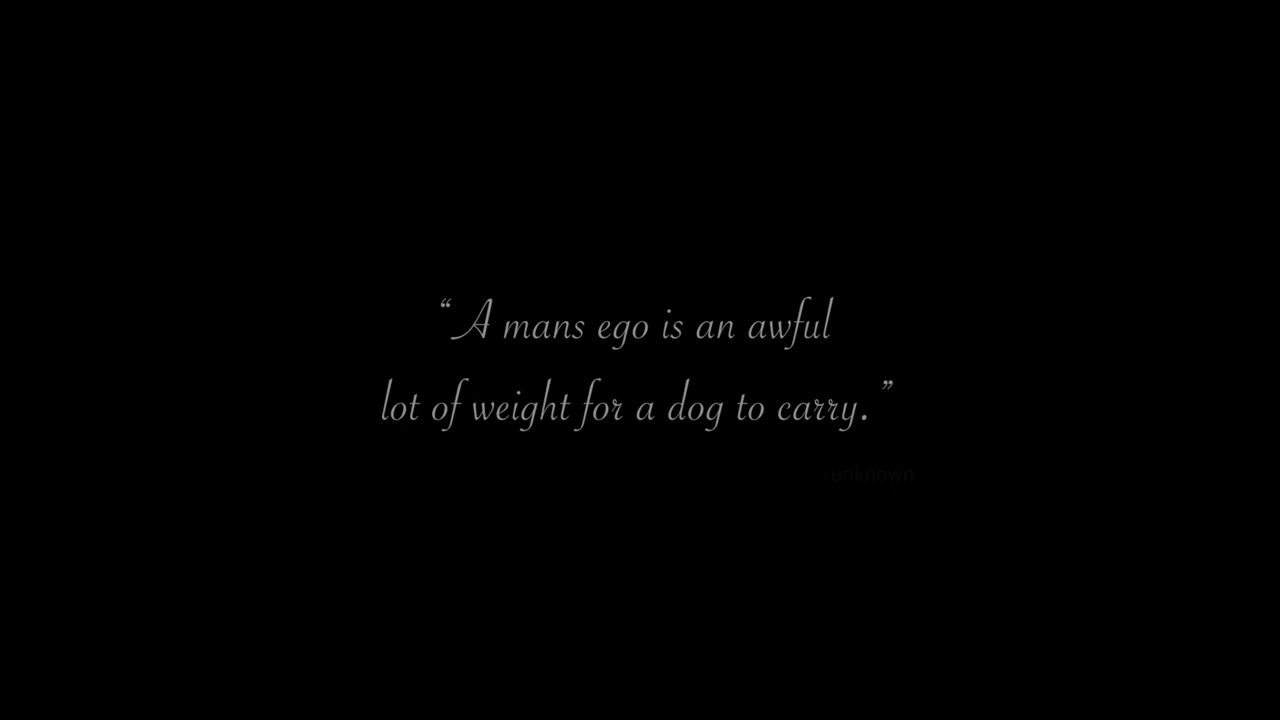 “A mans ego is an awful
lot of weight for a dog to carry.”
-unknown